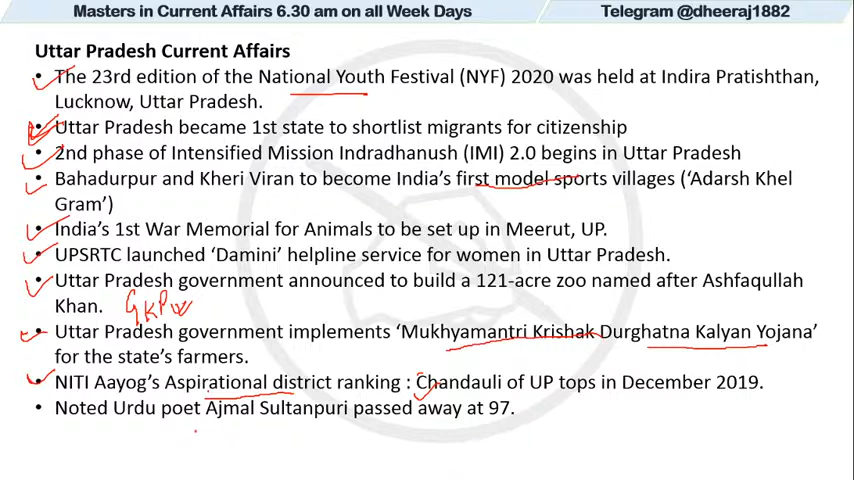 Masters in Current Affairs 6.30 am on all Week Days
Telegram @dheeraj1882
Uttar Pradesh Current Affairs
• The 23rd edition of the National Youth Festival (NYF) 2020 was held at Indira Pratishthan,
Lucknow, Uttar Pradesh.
• Uttar Pradesh became 1st state to shortlist migrants for citizenship
• 2nd phase of Intensified Mission Indradhanush (IMI) 2.0 begins in Uttar Pradesh
• Bahadurpur and Kheri Viran to become India's first model sports villages ('Adarsh Khel
Gram')
• India's 1st War Memorial for Animals to be set up in Meerut, UP.
• UPSRTC launched 'Damini' helpline service for women in Uttar Pradesh.
• Uttar Pradesh government announced to build a 121-acre zoo named after Ashfaqullah
Khan.
• Uttar Pradesh government implements 'Mukhyamantri Krishak Durghatna Kalyan Yojana'
for the state's farmers.
• NITI Aayog's Aspirational district ranking : Chandauli of UP tops in December 2019.
• Noted Urdu poet Ajmal Sultanpuri passed away at 97.